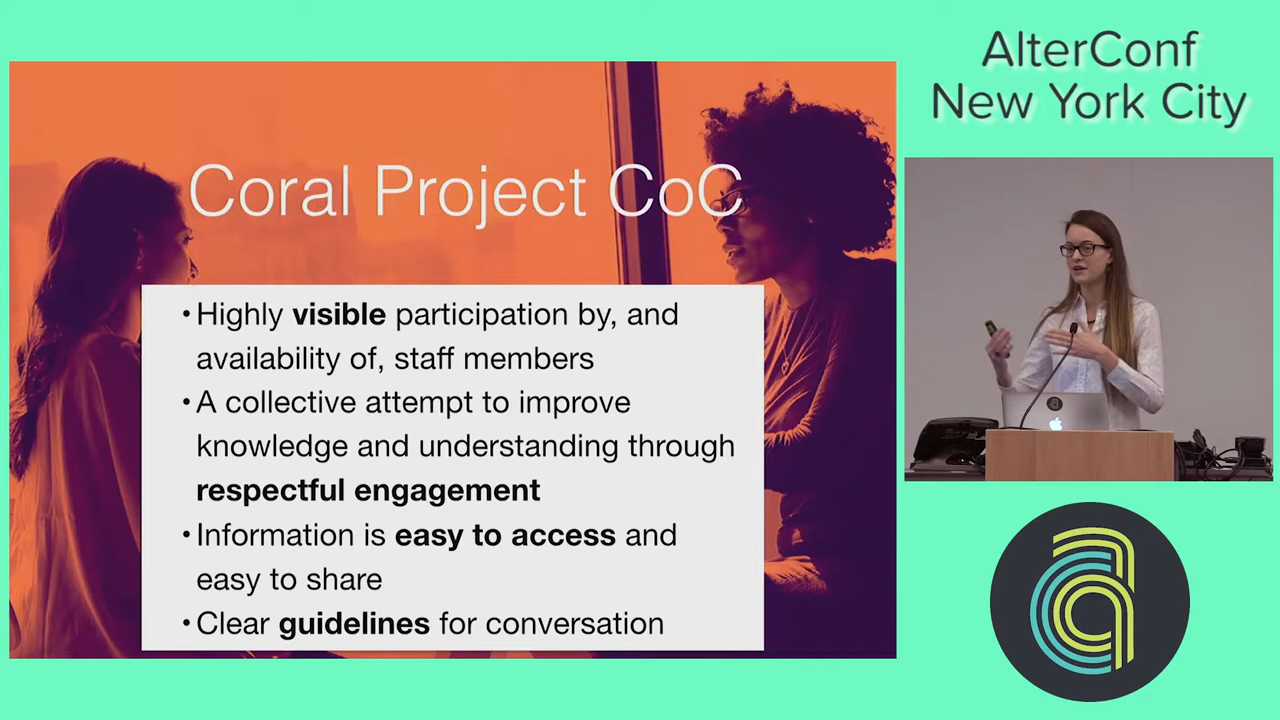 AlterConf
New York City
Coral Project CoC
•Highly visible participation by, and
availability of, staff members
•A collective attempt to improve
knowledge and understanding through
respectful engagement
•Information is easy to access and
easy to share
•Clear guidelines for conversation